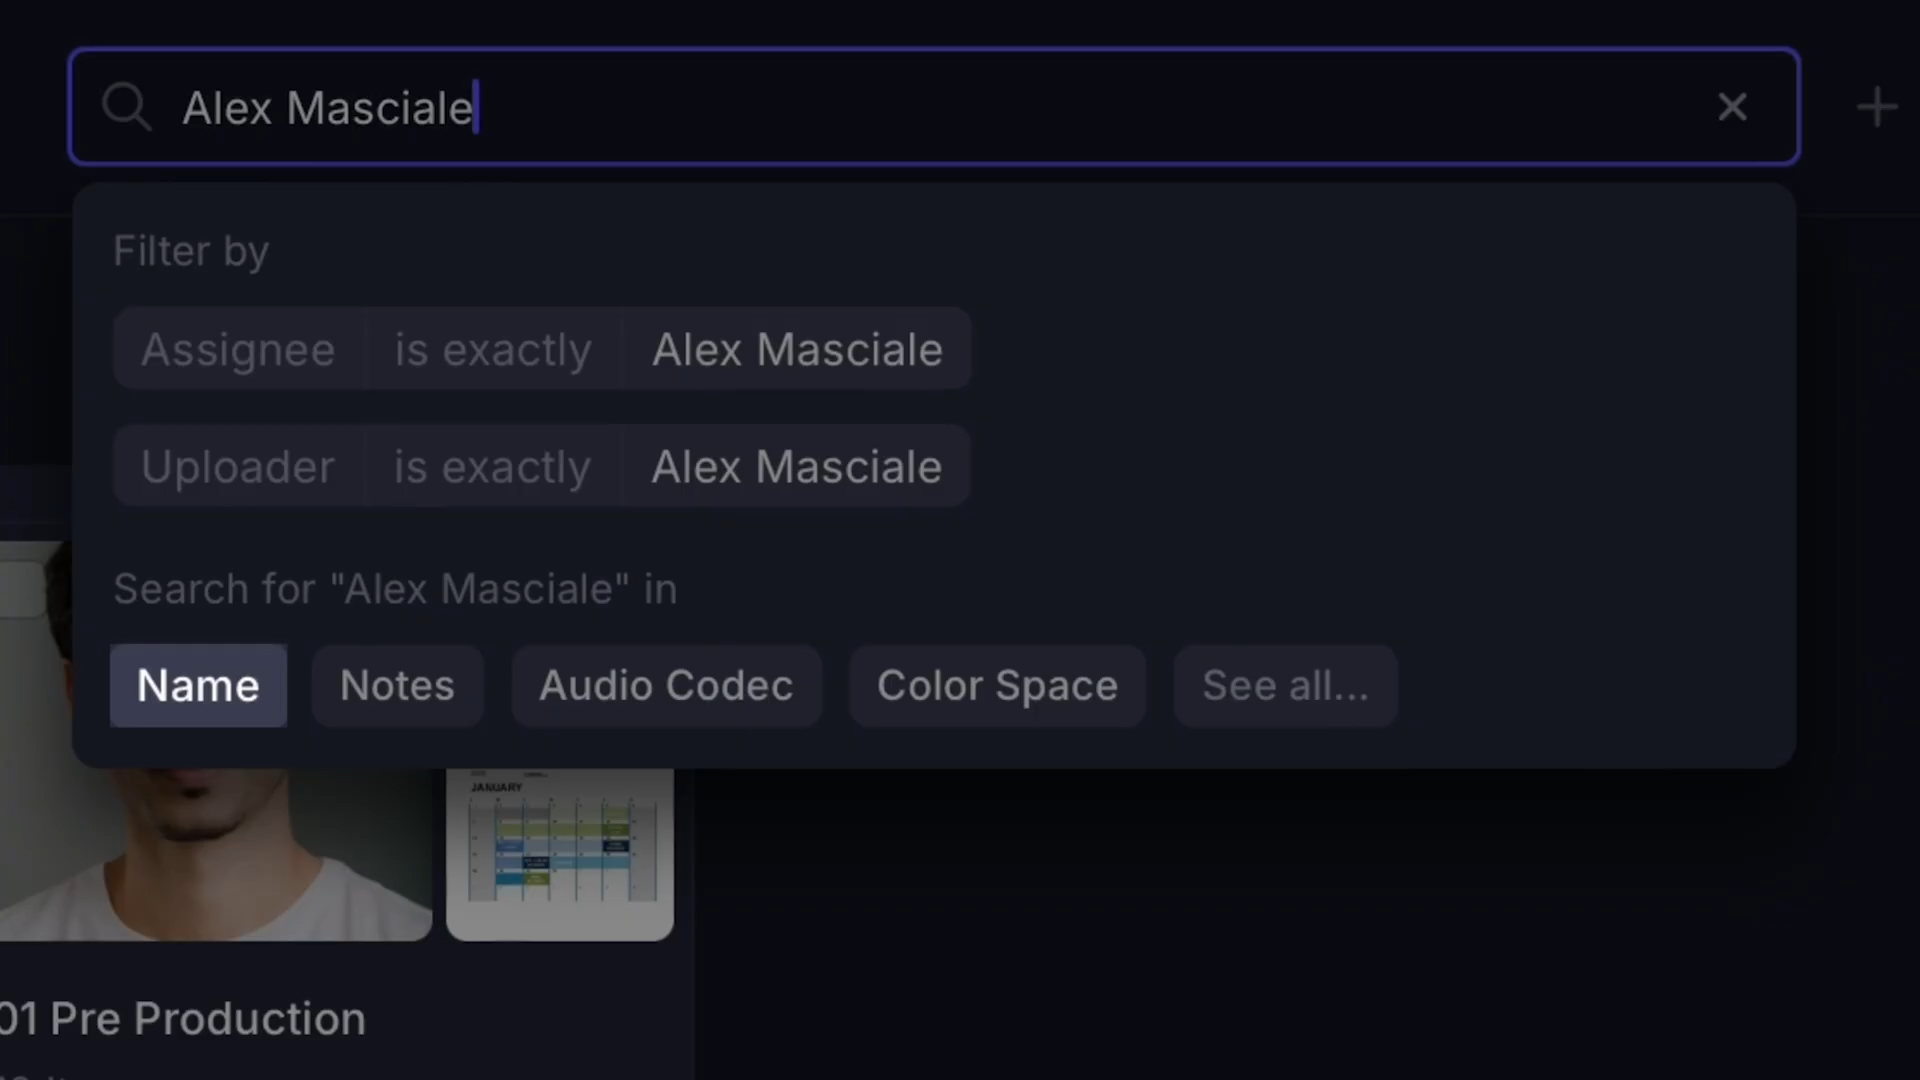 Alex Masciale
Filter by
Assignee is exactly Alex Masciale
Uploader is exactly Alex Masciale
Search for "Alex Masciale" in
Name Notes Audio Codec Color Space See all...
JANUARY
01 Pre Production